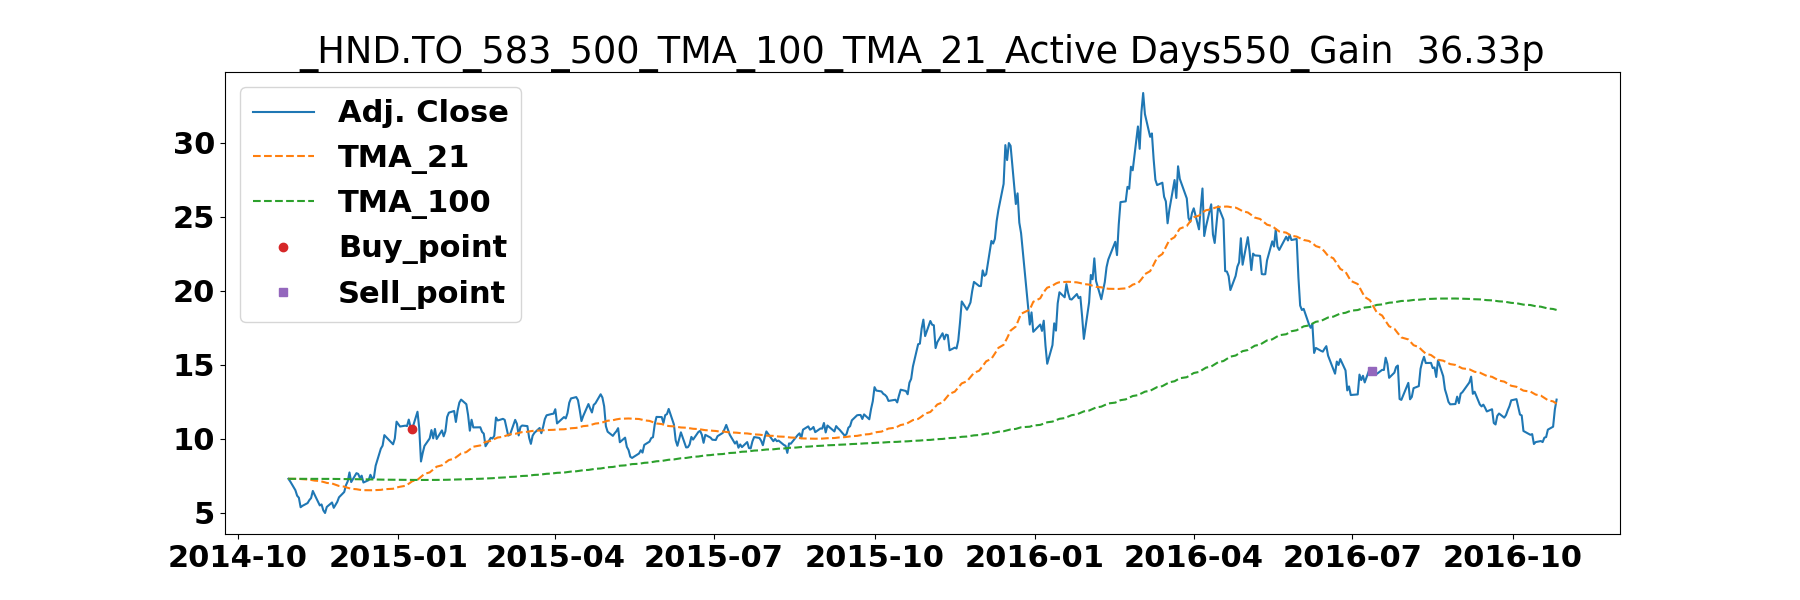 _HND.TO_583_500_TMA_100_TMA_21_Active Days550_Gain  36.33p
Adj. Close
TMA_21
TMA_100
Buy_point
Sell_point
30
25
20
15
10
5
2014-10 2015-01 2015-04 2015-07 2015-10 2016-01 2016-04 2016-07 2016-10